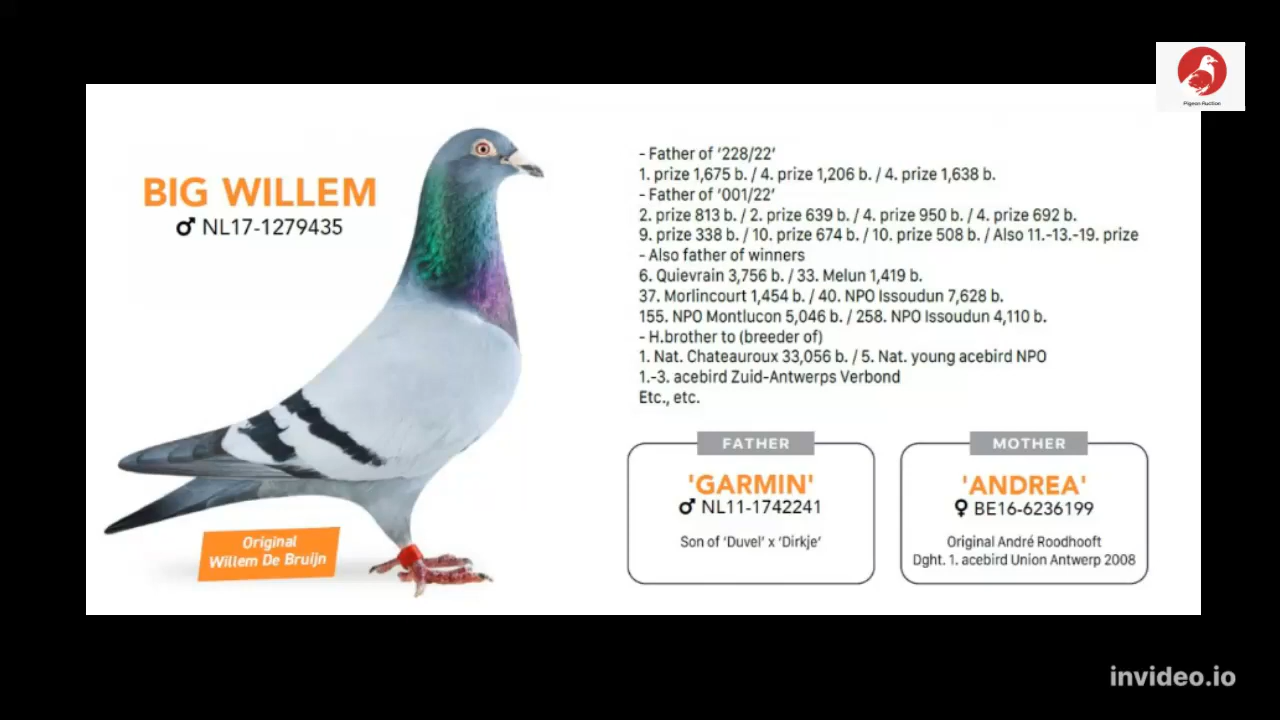 Pigeon Auction
BIG WILLEM
♂ NL17-1279435
- Father of ‘228/22’
1. prize 1,675 b. / 4. prize 1,206 b. / 4. prize 1,638 b.
- Father of ‘001/22’
2. prize 813 b. / 2. prize 639 b. / 4. prize 950 b. / 4. prize 692 b.
9. prize 338 b. / 10. prize 674 b. / 10. prize 508 b. / Also 11.-13.-19. prize
- Also father of winners
6. Quievrain 3,756 b. / 33. Melun 1,419 b.
37. Morlincourt 1,454 b. / 40. NPO Issoudun 7,628 b.
155. NPO Montlucon 5,046 b. / 258. NPO Issoudun 4,110 b.
- H.brother to (breeder of)
1. Nat. Chateauroux 33,056 b. / 5. Nat. young acebird NPO
1.-3. acebird Zuid-Antwerps Verbond
Etc., etc.
Original
Willem De Bruijn
FATHER
'GARMIN'
♂ NL11-1742241
Son of ‘Duvel’ x ‘Dirkje’
MOTHER
'ANDREA'
♀ BE16-6236199
Original André Roodhooft
Dght. 1. acebird Union Antwerp 2008
invideo.io